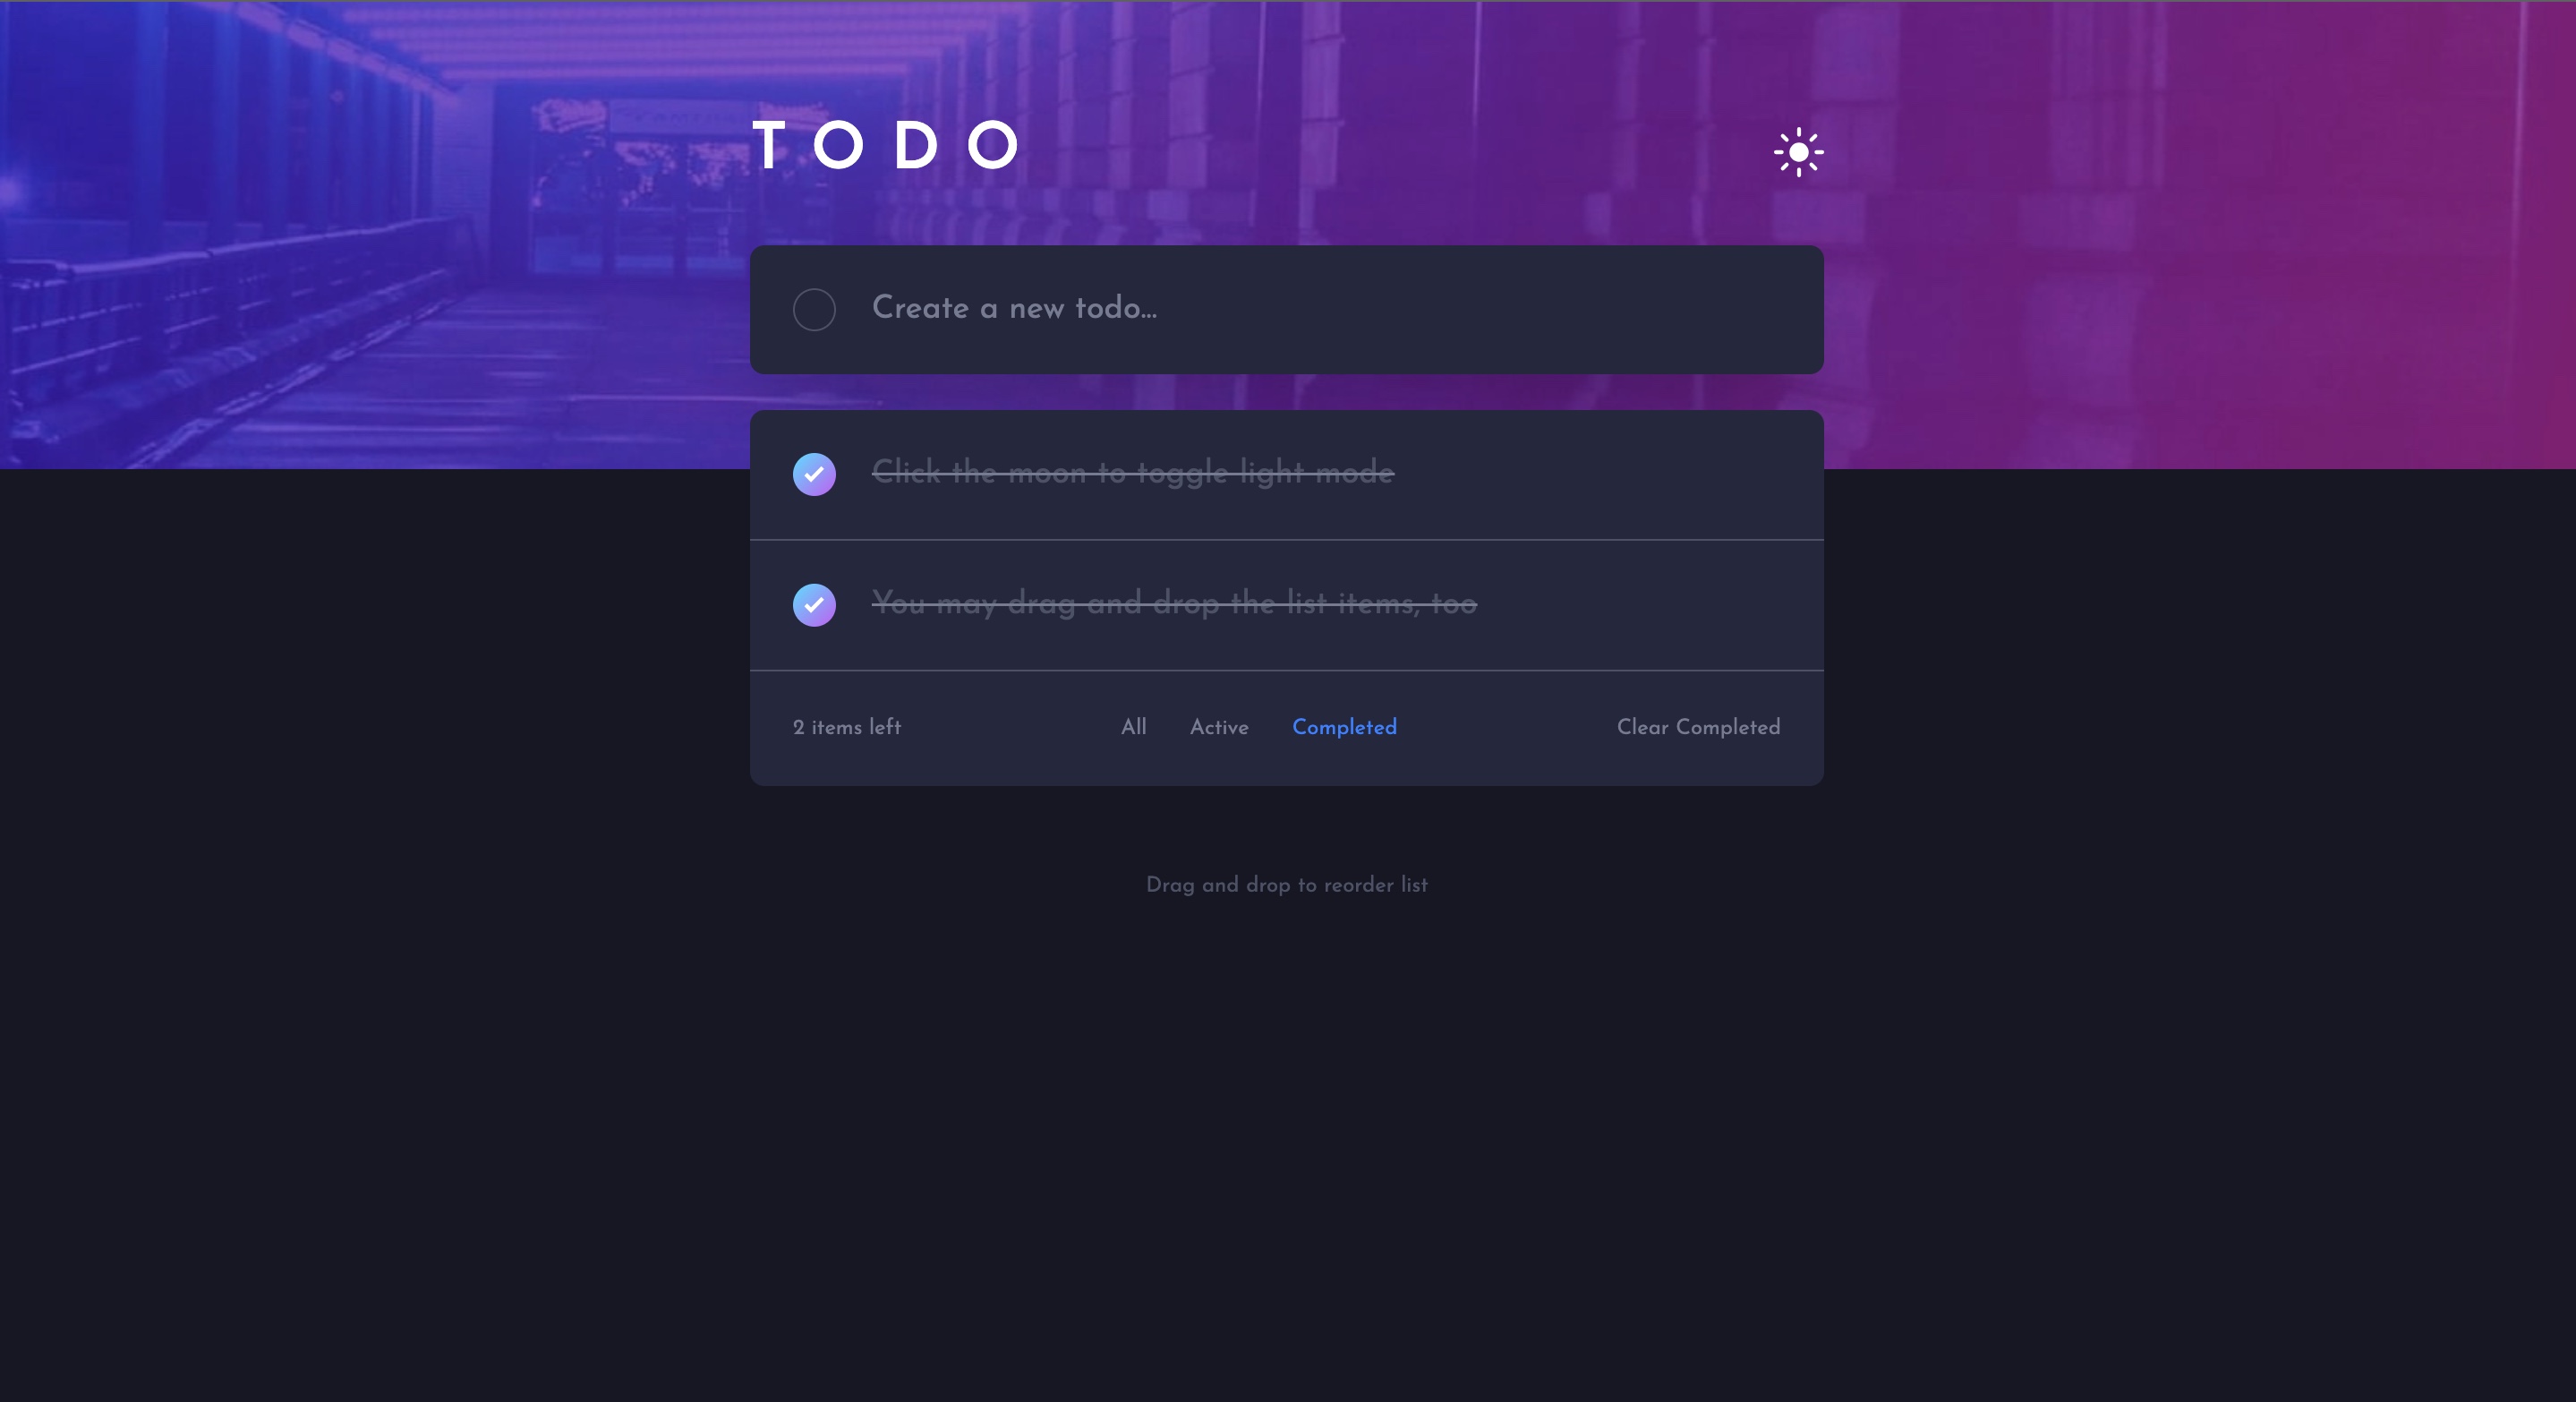 TODO
Create a new todo...
Click the moon to toggle light mode
You may drag and drop the list items, too
2 items left
All
Active
Completed
Clear Completed
Drag and drop to reorder list